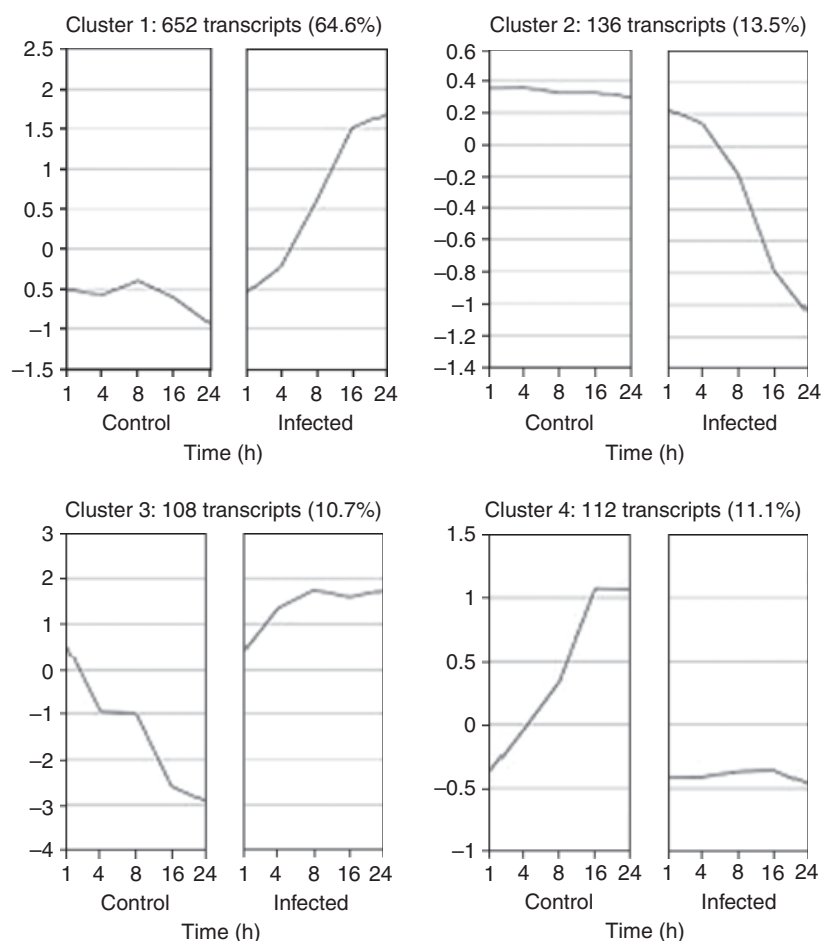 Cluster 1: 652 transcripts (64.6%)
2.5
2
1.5
1
0.5
0
0.5
–1
–1.5
1 4 8 16 24 1 4 8 16 24
Control Infected
Time (h)
Cluster 2: 136 transcripts (13.5%)
0.6
0.4
0.2
0
–0.2
–0.4
–0.6
–0.8
–1
–1.2
–1.4
1 4 8 16 24 1 4 8 16 24
Control Infected
Time (h)
Cluster 3: 108 transcripts (10.7%)
3
2
1
0
–1
–2
–3
–4
1 4 8 16 24 1 4 8 16 24
Control Infected
Time (h)
Cluster 4: 112 transcripts (11.1%)
1.5
1
0.5
0
–0.5
–1
1 4 8 16 24 1 4 8 16 24
Control Infected
Time (h)